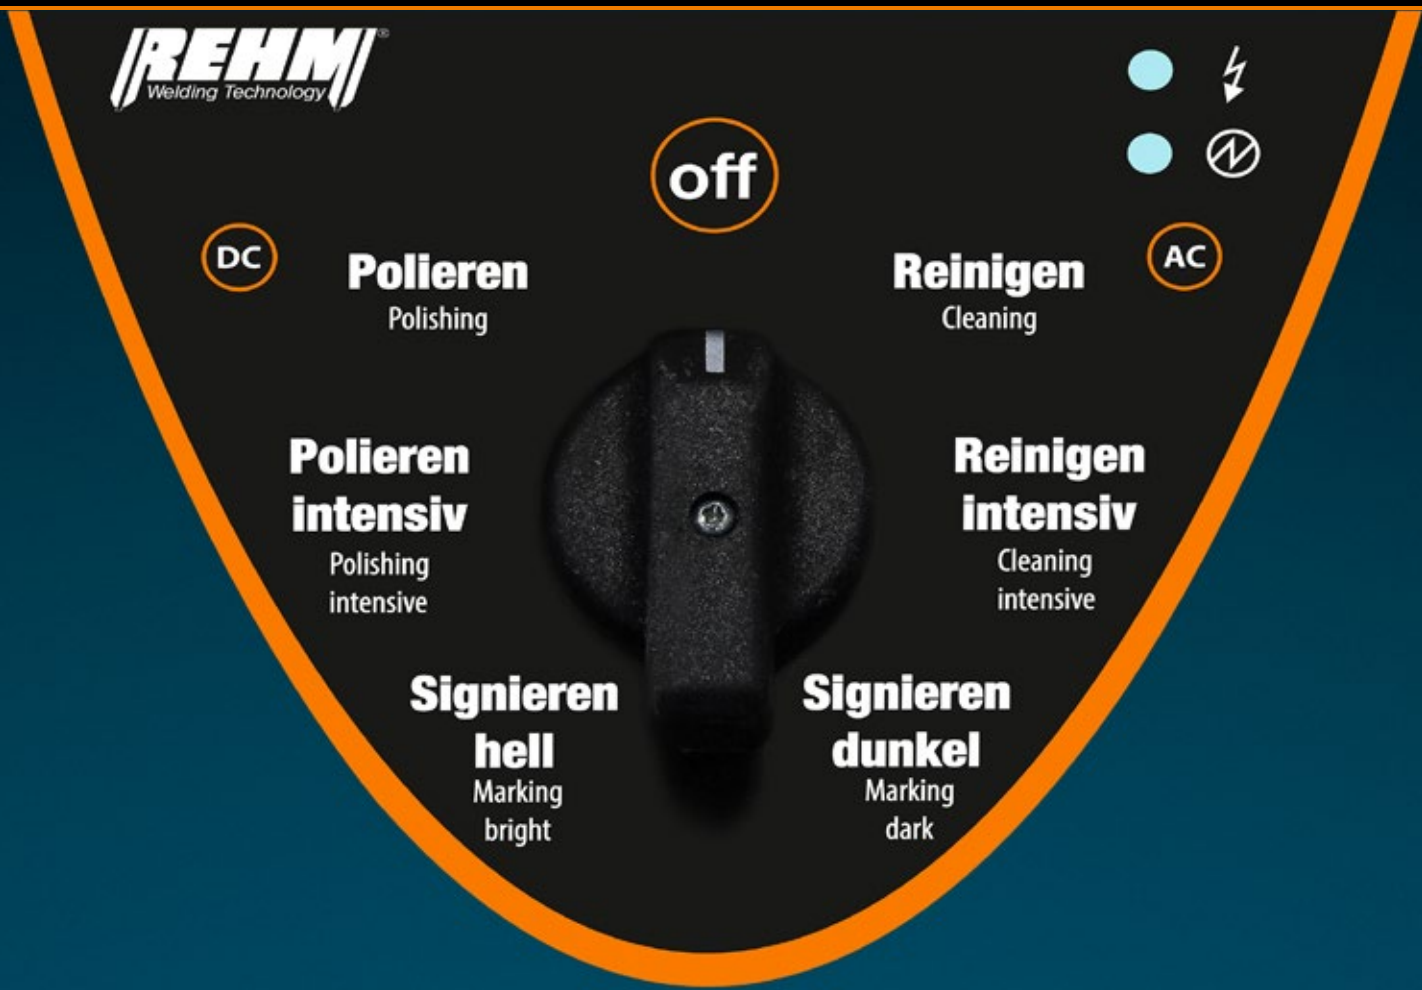 REHM®
Welding Technology
off
DC
Polieren
Polishing
Reinigen
Cleaning
AC
Polieren
intensiv
Polishing
intensive
Reinigen
intensiv
Cleaning
intensive
Signieren
hell
Marking
bright
Signieren
dunkel
Marking
dark